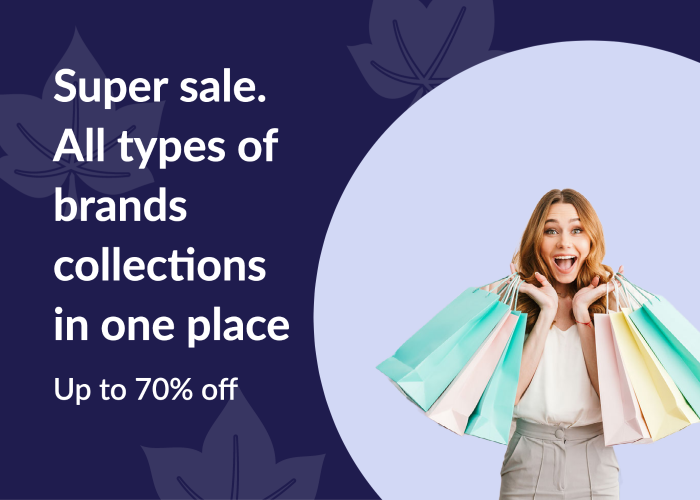 Super sale.
All types of
brands
collections
in one place
Up to 70% off